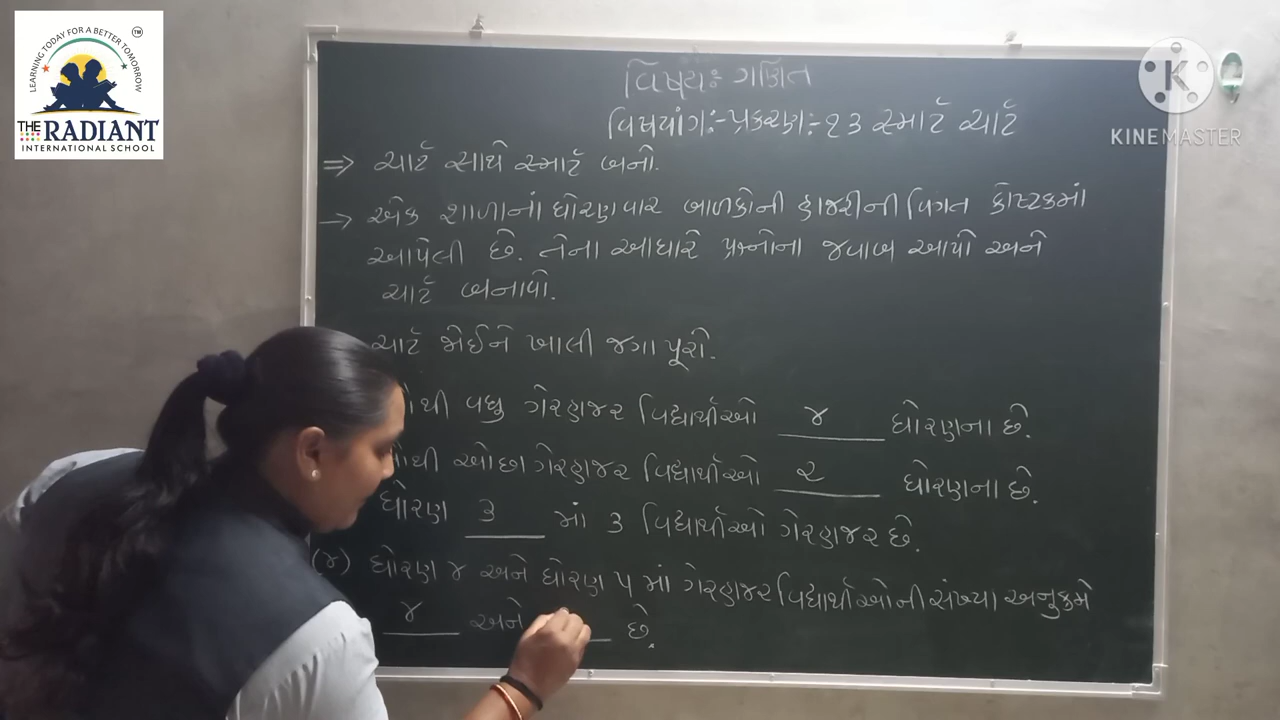 LEARNING TODAY FOR A BETTER TOMORROW
TM
THE RADIANT
INTERNATIONAL SCHOOL
K
KINEMASTER
વિષય:- ગણિત
વિષયાંગ:- પ્રકરણ:- ૧૩ સ્માર્ટ ચાર્ટ
⇒ ચાર્ટ સાથે સ્માર્ટ બનો.
→ એક શાળાનાં ધોરણવાર બાળકોની હાજરીની વિગત કોષ્ટકમાં
આપેલી છે. તેના આધારે પ્રશ્નોના જવાબ આપો અને
ચાર્ટ બનાવો.
ચાર્ટ જોઈને ખાલી જગા પૂરો.
વધુ ગેરહાજર વિદ્યાર્થીઓ ૪ ધોરણના છે.
ઓછા ગેરહાજર વિદ્યાર્થીઓ ૨ ધોરણના છે.
ધોરણ ૩ માં ૩ વિદ્યાર્થીઓ ગેરહાજર છે.
(૪) ધોરણ ૪ અને ધોરણ ૫ માં ગેરહાજર વિદ્યાર્થીઓની સંખ્યા અનુક્રમે
૪ અને ___ છે.